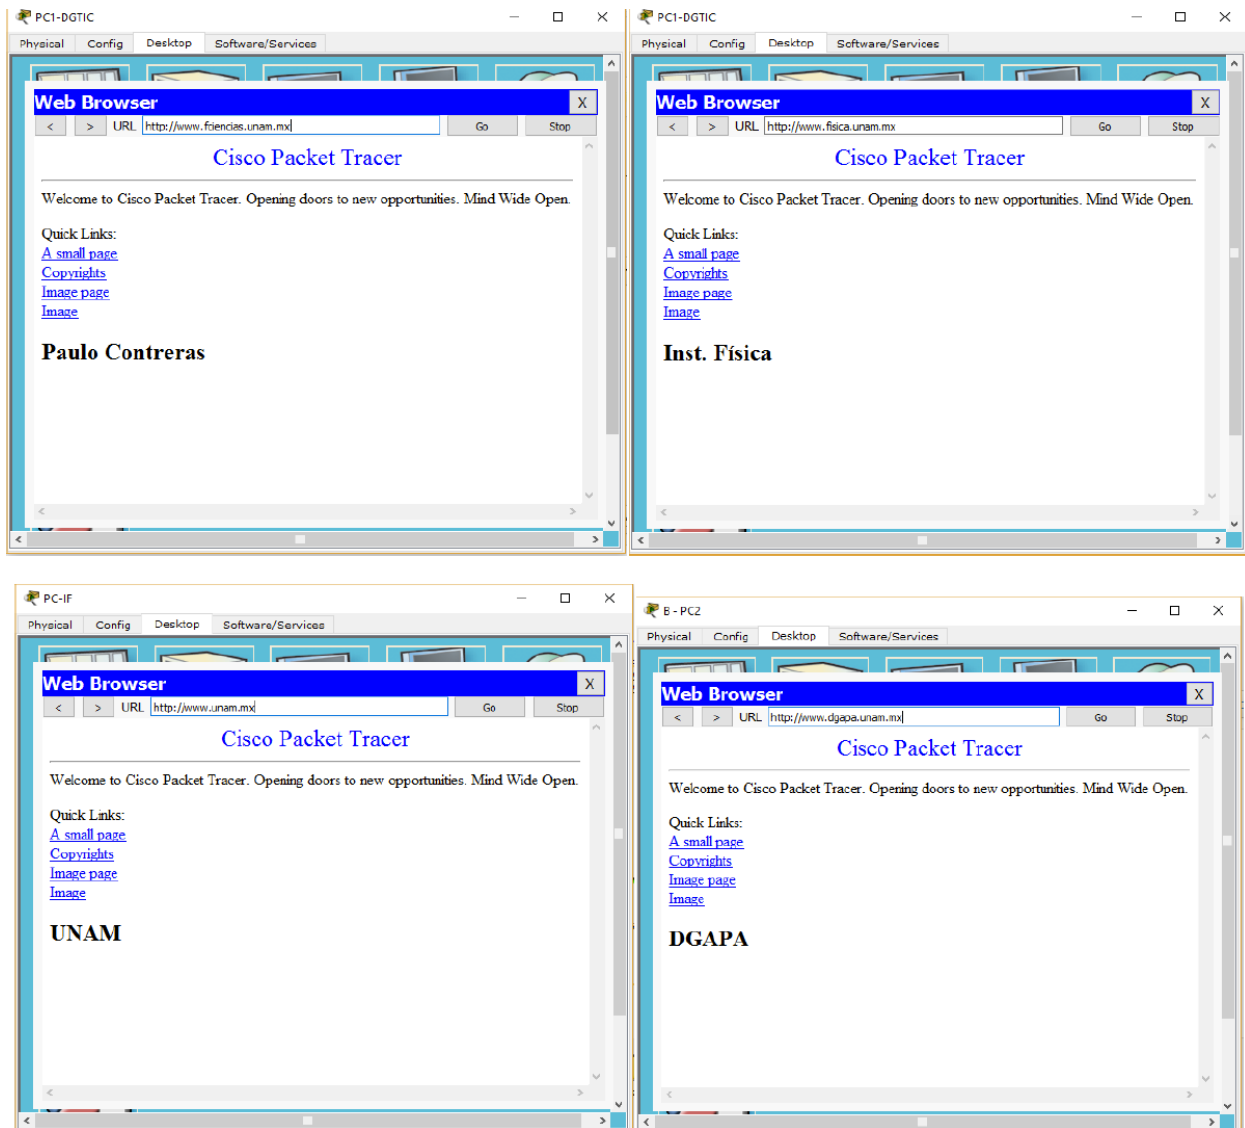 PC1-DGTIC
Physical Config Desktop Software/Services
Web Browser X
< > URL http://www.fciencias.unam.mx Go Stop
Cisco Packet Tracer
Welcome to Cisco Packet Tracer. Opening doors to new opportunities. Mind Wide Open.
Quick Links:
A small page
Copyrights
Image page
Image
Paulo Contreras
PC1-DGTIC
Physical Config Desktop Software/Services
Web Browser X
< > URL http://www.fisica.unam.mx Go Stop
Cisco Packet Tracer
Welcome to Cisco Packet Tracer. Opening doors to new opportunities. Mind Wide Open.
Quick Links:
A small page
Copyrights
Image page
Image
Inst. Física
PC-IF
Physical Config Desktop Software/Services
Web Browser X
< > URL http://www.unam.mx Go Stop
Cisco Packet Tracer
Welcome to Cisco Packet Tracer. Opening doors to new opportunities. Mind Wide Open.
Quick Links:
A small page
Copyrights
Image page
Image
UNAM
B - PC2
Physical Config Desktop Software/Services
Web Browser X
< > URL http://www.dgapa.unam.mx Go Stop
Cisco Packet Tracer
Welcome to Cisco Packet Tracer. Opening doors to new opportunities. Mind Wide Open.
Quick Links:
A small page
Copyrights
Image page
Image
DGAPA